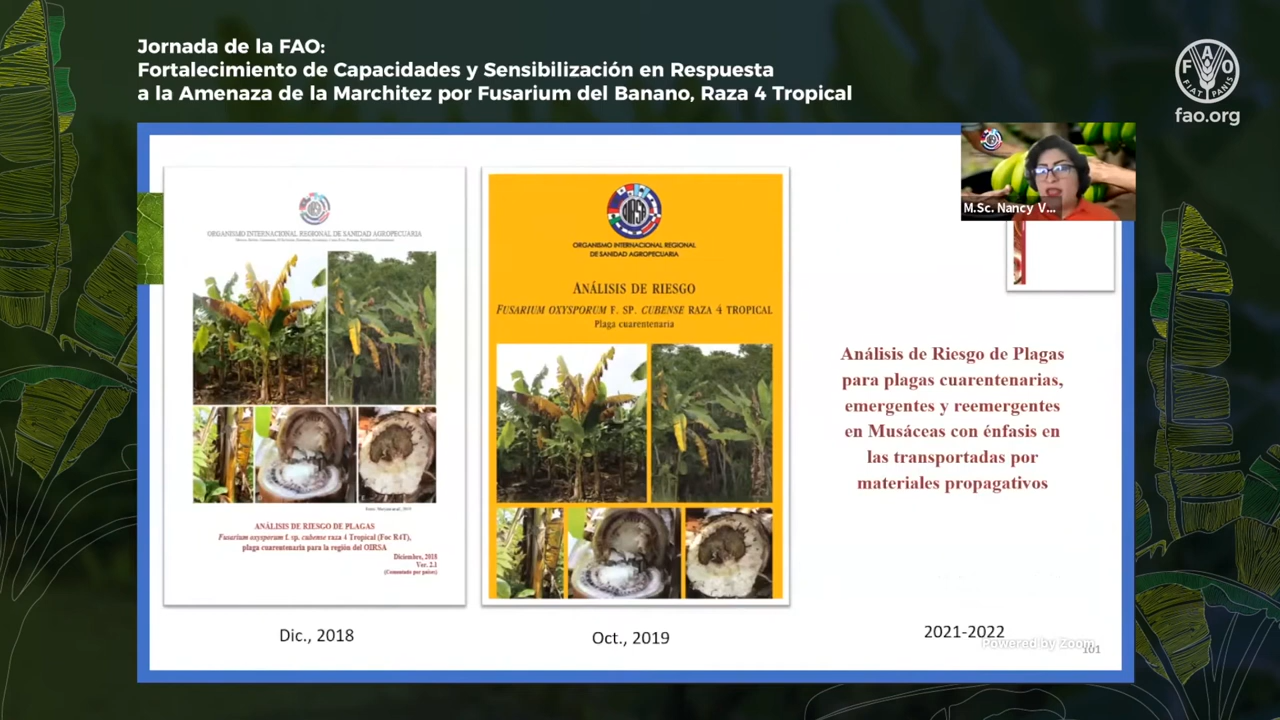 Jornada de la FAO:
Fortalecimiento de Capacidades y Sensibilización en Respuesta
a la Amenaza de la Marchitez por Fusarium del Banano, Raza 4 Tropical
FAO
FIAT PANIS
fao.org
M.Sc. Nancy V...
ORGANISMO INTERNACIONAL REGIONAL DE SANIDAD AGROPECUARIA
ANÁLISIS DE RIESGO DE PLAGAS
Fusarium oxysporum f. sp. cubense raza 4 Tropical (Foc R4T),
plaga cuarentenaria para la región del OIRSA
Diciembre, 2018
Ver. 2.1
(Comentado por países)
Dic., 2018
OIRSA
ORGANISMO INTERNACIONAL REGIONAL
DE SANIDAD AGROPECUARIA
ANÁLISIS DE RIESGO
FUSARIUM OXYSPORUM F. SP. CUBENSE RAZA 4 TROPICAL
Plaga cuarentenaria
Oct., 2019
Análisis de Riesgo de Plagas
para plagas cuarentenarias,
emergentes y reemergentes
en Musáceas con énfasis en
las transportadas por
materiales propagativos
2021-2022
Powered by Zoom
101